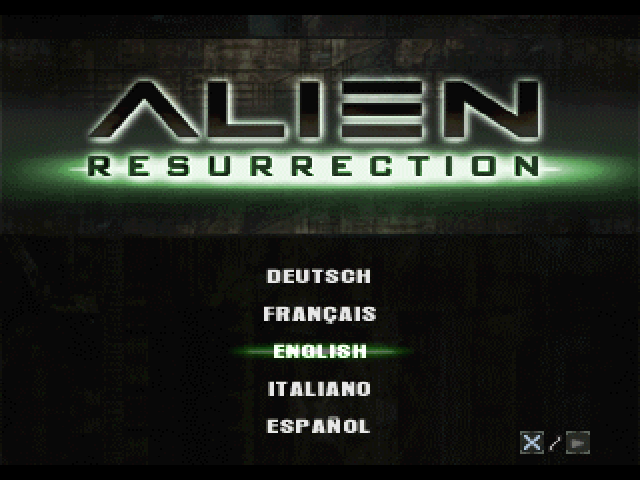 ALIEN
RESURRECTION
DEUTSCH
FRANÇAIS
ENGLISH
ITALIANO
ESPAÑOL